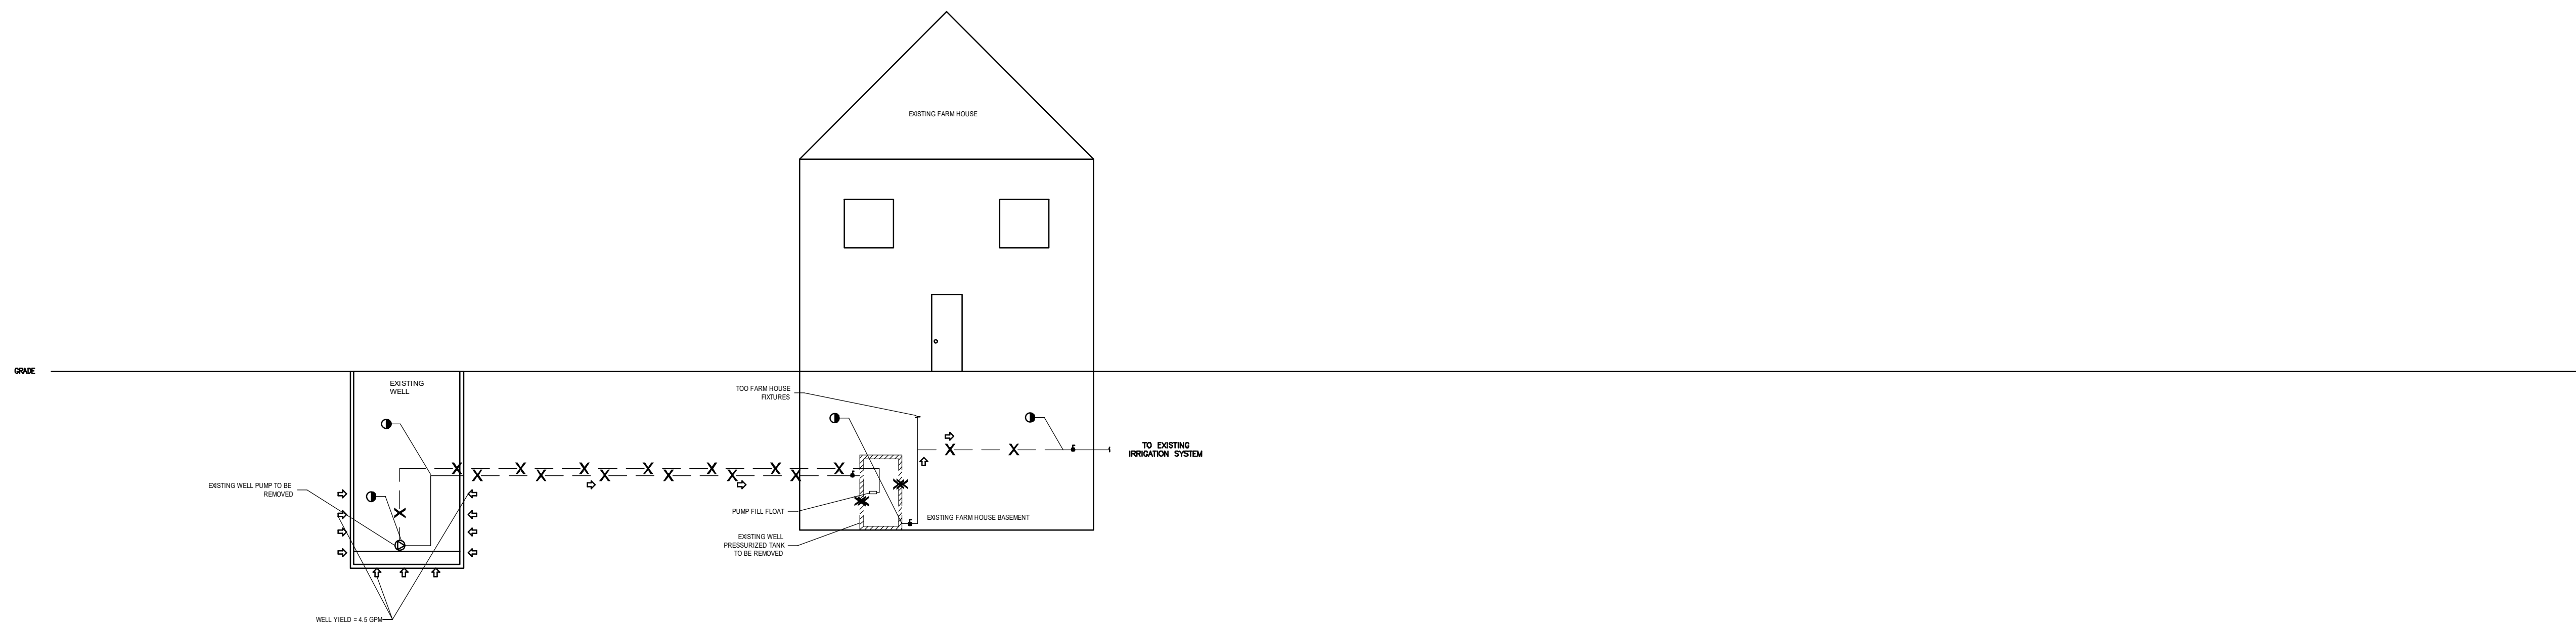 EXISTING FARM HOUSE
GRADE
EXISTING
WELL
TOO FARM HOUSE
FIXTURES
TO EXISTING
IRRIGATION SYSTEM
EXISTING WELL PUMP TO BE
REMOVED
PUMP FILL FLOAT
EXISTING FARM HOUSE BASEMENT
EXISTING WELL
PRESSURIZED TANK
TO BE REMOVED
WELL YIELD = 4.5 GPM